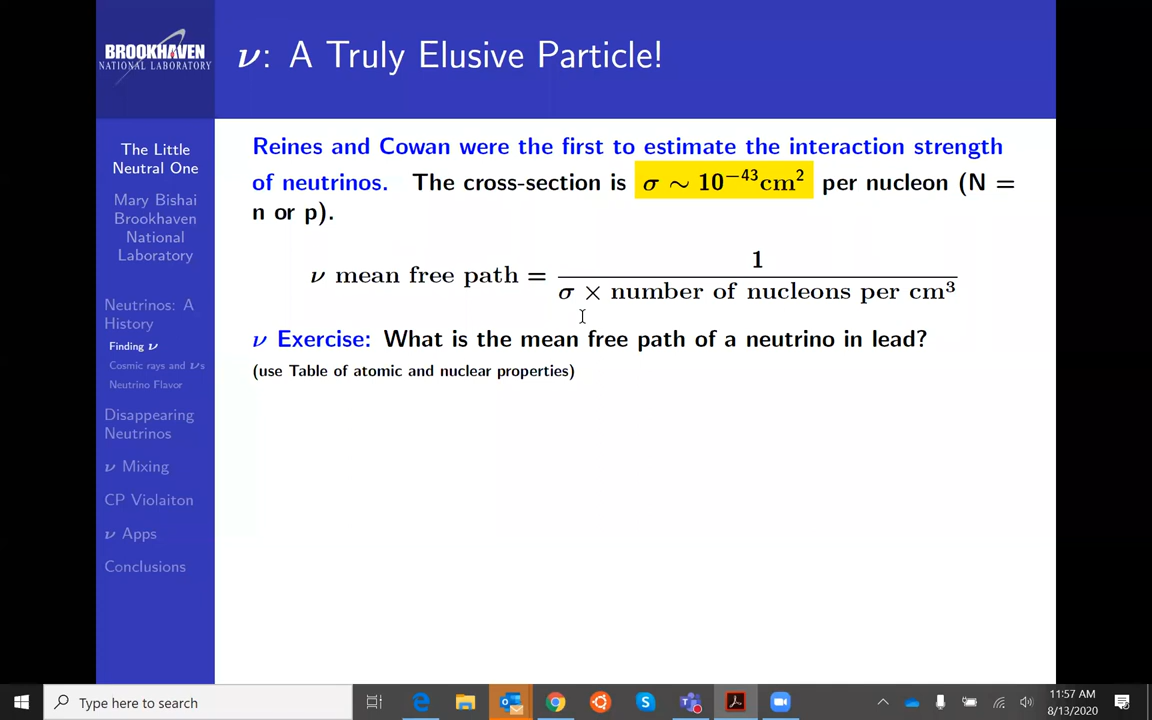 BROOKHAVEN
NATIONAL LABORATORY
ν: A Truly Elusive Particle!
The Little
Neutral One
Mary Bishai
Brookhaven
National
Laboratory
Neutrinos: A
History
Finding ν
Cosmic rays and νs
Neutrino Flavor
Disappearing
Neutrinos
ν Mixing
CP Violaiton
ν Apps
Conclusions
Reines and Cowan were the first to estimate the interaction strength
of neutrinos. The cross-section is σ ∼ 10⁻⁴³cm² per nucleon (N =
n or p).
ν mean free path = 1
σ × number of nucleons per cm³
ν Exercise: What is the mean free path of a neutrino in lead?
(use Table of atomic and nuclear properties)
Type here to search
11:57 AM
8/13/2020